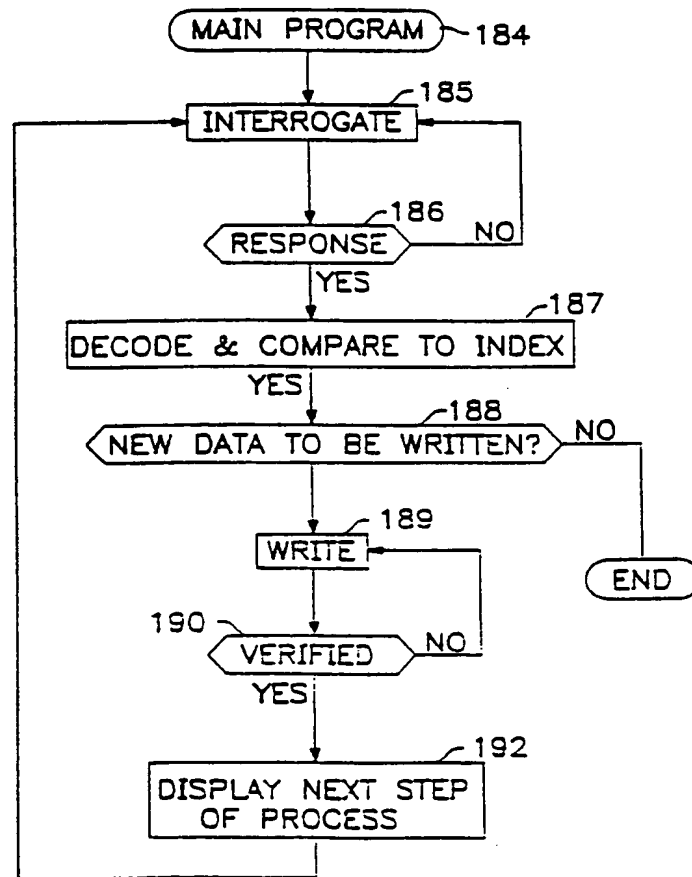 MAIN PROGRAM 184
185
INTERROGATE
186
RESPONSE NO
YES
187
DECODE & COMPARE TO INDEX
YES
188
NEW DATA TO BE WRITTEN? NO
189
WRITE
END
190
VERIFIED NO
YES
192
DISPLAY NEXT STEP
OF PROCESS